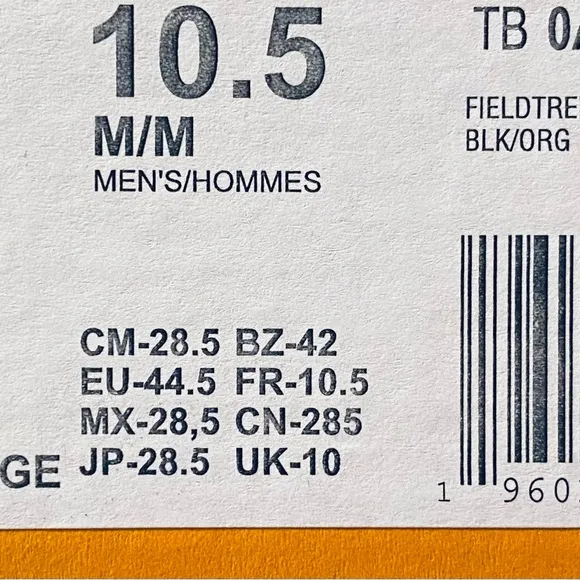 10.5
M/M
MEN'S/HOMMES
TB 0
FIELDTRE
BLK/ORG
CM-28.5 BZ-42
EU-44.5 FR-10.5
MX-28,5 CN-285
GE JP-28.5 UK-10
1 960